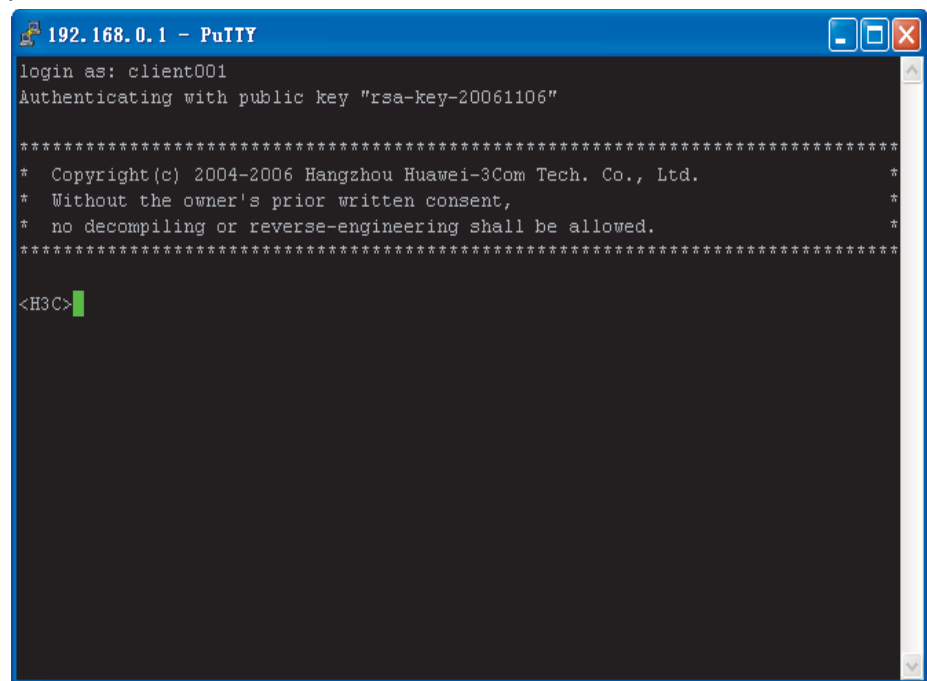 192.168.0.1 - PuTTY
login as: client001
Authenticating with public key "rsa-key-20061106"
********************************************************************************
*  Copyright(c) 2004-2006 Hangzhou Huawei-3Com Tech. Co., Ltd.                 *
*  Without the owner's prior written consent,                                  *
*  no decompiling or reverse-engineering shall be allowed.                     *
********************************************************************************
<H3C>